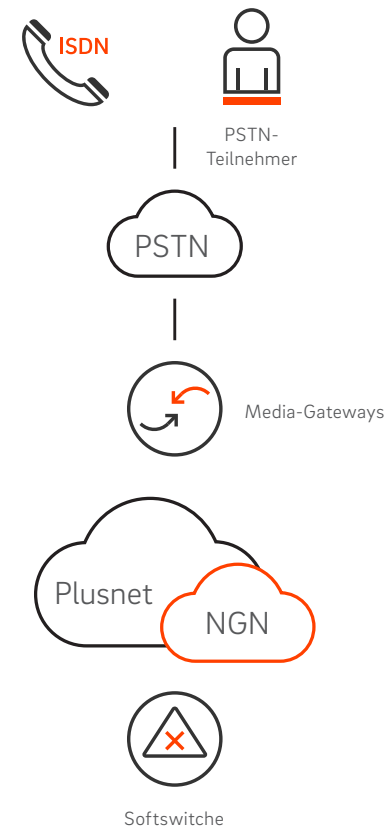 ISDN
PSTN-
Teilnehmer
PSTN
Media-Gateways
Plusnet
NGN
Softswitche